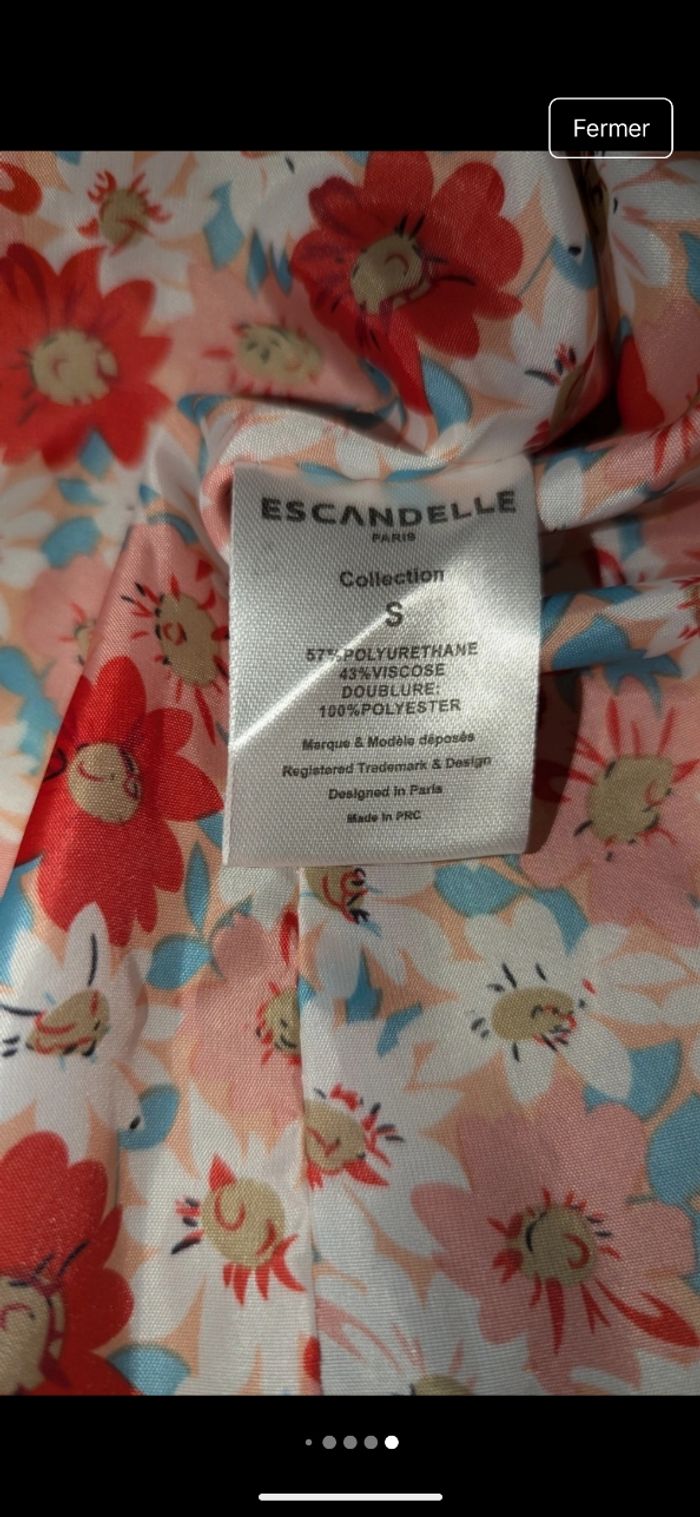 Fermer
ESCANDELLE
PARIS
Collection
S
57%POLYURETHANE
43%VISCOSE
DOUBLURE:
100%POLYESTER
Marque & Modèle déposés
Registered Trademark & Design
Designed in Paris
Made in PRC